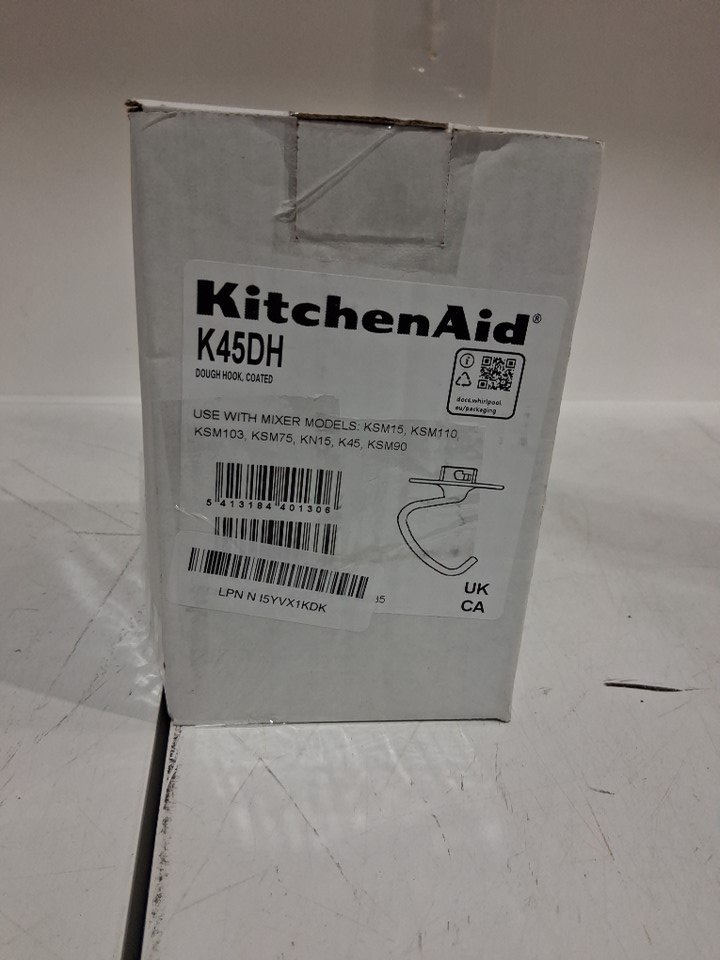 KitchenAid®
K45DH
DOUGH HOOK, COATED
docs.whirlpool.
eu/packaging
USE WITH MIXER MODELS: KSM15, KSM110,
KSM103, KSM75, KN15, K45, KSM90
5 413184 401306
LPN N I5YVX1KDK
UK
CA